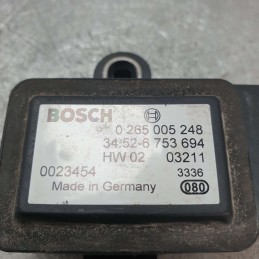 BOSCH
0 265 005 248
34.52-6 753 694
HW 02 03211
0023454 3336
Made in Germany 080